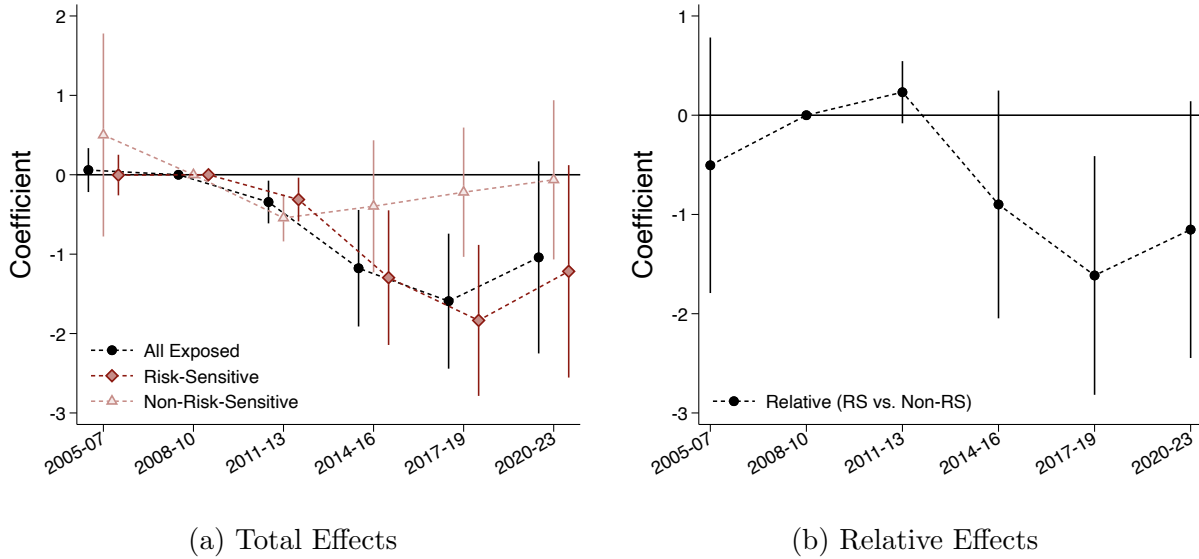 2
1
0
-1
-2
-3
Coefficient
All Exposed
Risk-Sensitive
Non-Risk-Sensitive
2005-07
2008-10
2011-13
2014-16
2017-19
2020-23
(a) Total Effects
1
0
-1
-2
-3
Coefficient
Relative (RS vs. Non-RS)
2005-07
2008-10
2011-13
2014-16
2017-19
2020-23
(b) Relative Effects